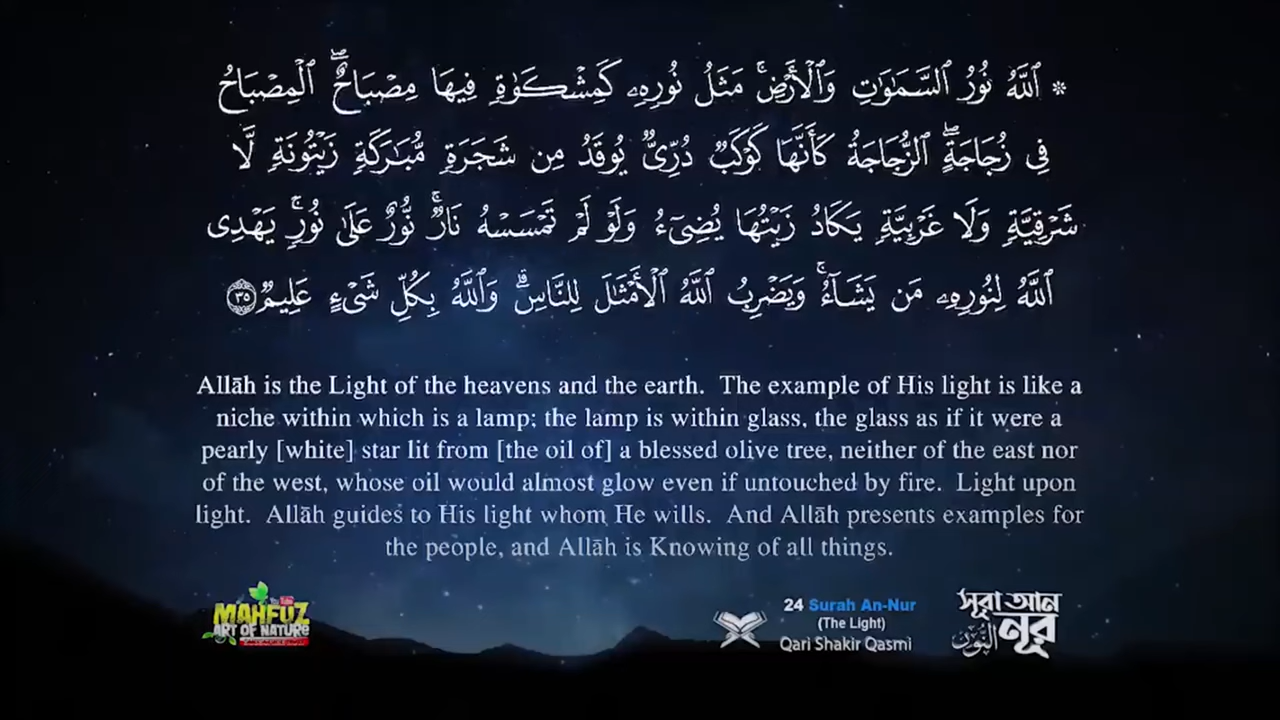 ۞ ٱللَّهُ نُورُ ٱلسَّمَـٰوَٰتِ وَٱلْأَرْضِ ۚ مَثَلُ نُورِهِۦ كَمِشْكَوٰةٍ فِيهَا مِصْبَاحٌ ۖ ٱلْمِصْبَاحُ
فِى زُجَاجَةٍ ۖ ٱلزُّجَاجَةُ كَأَنَّهَا كَوْكَبٌ دُرِّىٌّ يُوقَدُ مِن شَجَرَةٍ مُّبَـٰرَكَةٍ زَيْتُونَةٍ لَّا
شَرْقِيَّةٍ وَلَا غَرْبِيَّةٍ يَكَادُ زَيْتُهَا يُضِىٓءُ وَلَوْ لَمْ تَمْسَسْهُ نَارٌ ۚ نُّورٌ عَلَىٰ نُورٍ ۗ يَهْدِى
ٱللَّهُ لِنُورِهِۦ مَن يَشَآءُ ۚ وَيَضْرِبُ ٱللَّهُ ٱلْأَمْثَـٰلَ لِلنَّاسِ ۗ وَٱللَّهُ بِكُلِّ شَىْءٍ عَلِيمٌ ٣٥
Allāh is the Light of the heavens and the earth. The example of His light is like a
niche within which is a lamp; the lamp is within glass, the glass as if it were a
pearly [white] star lit from [the oil of] a blessed olive tree, neither of the east nor
of the west, whose oil would almost glow even if untouched by fire. Light upon
light. Allāh guides to His light whom He wills. And Allāh presents examples for
the people, and Allāh is Knowing of all things.
MAHFUZ
ART OF NATURE
24 Surah An-Nur
(The Light)
Qari Shakir Qasmi
সূরা আন
নূর
النور